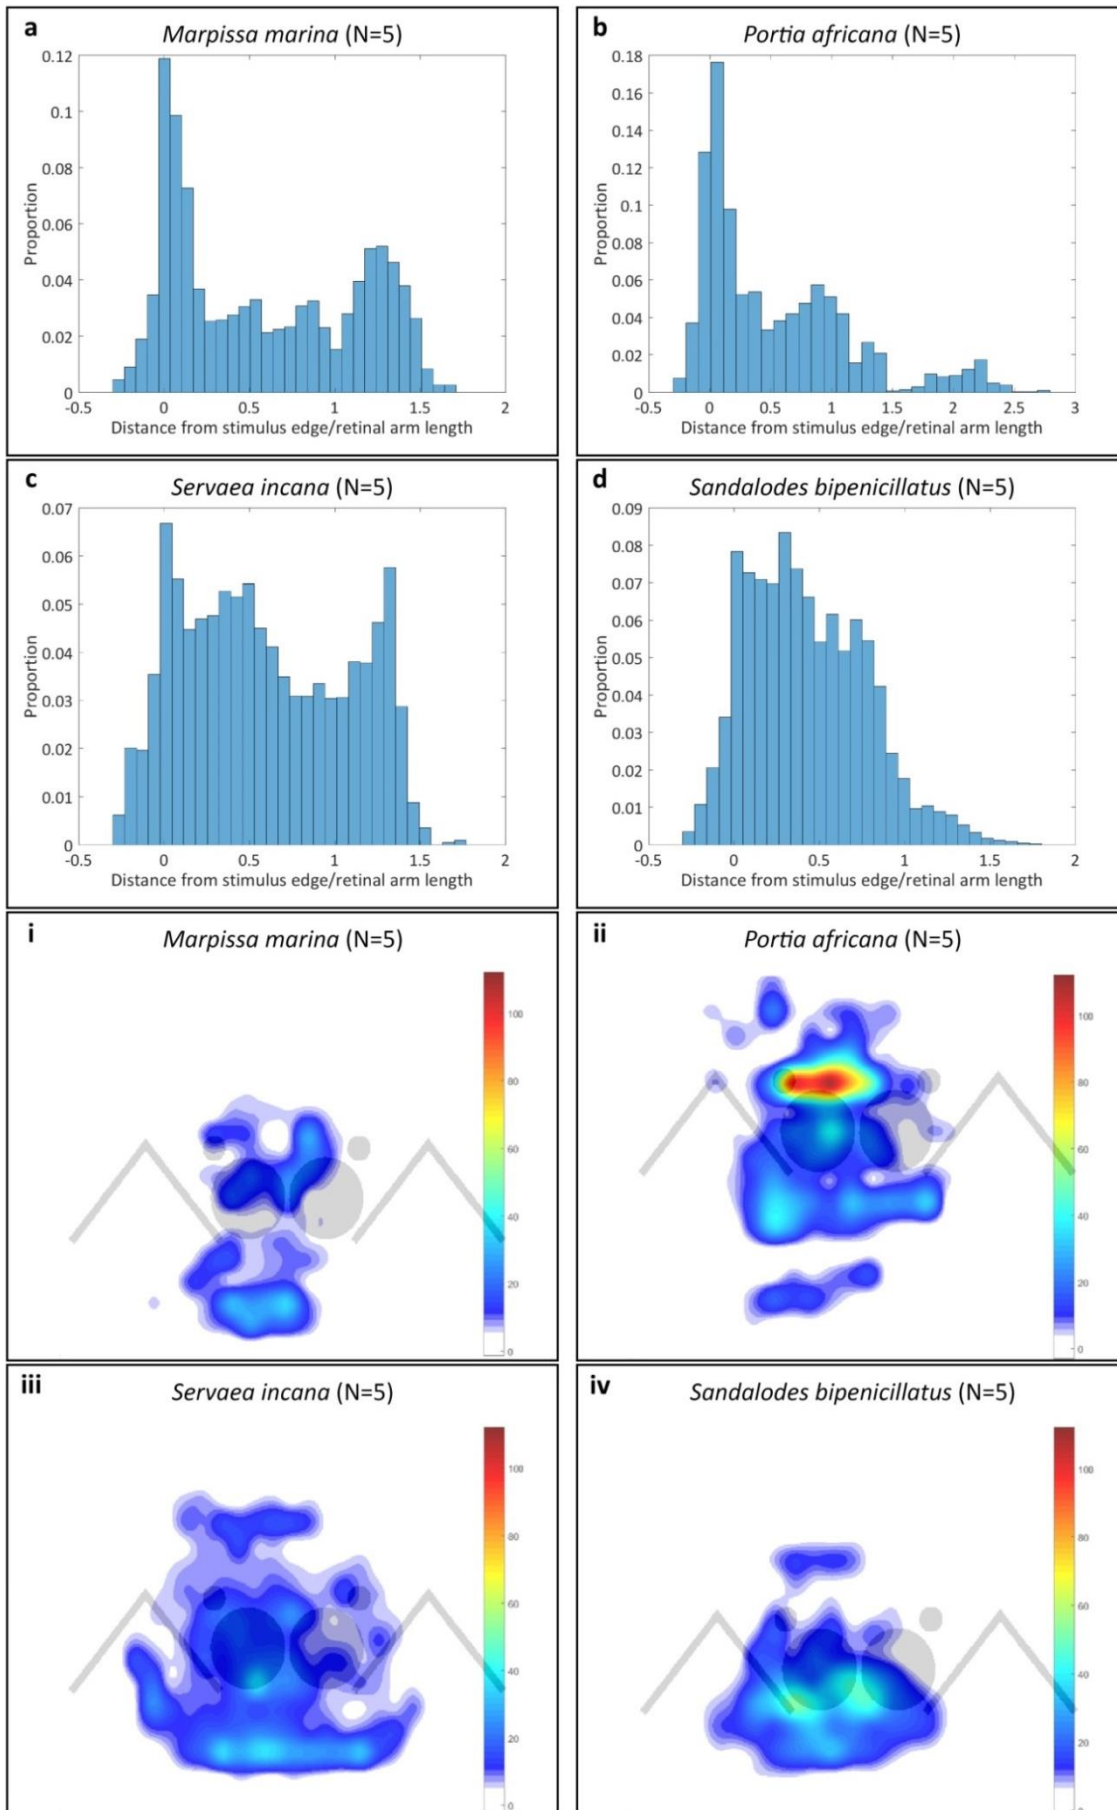 a
Marpissa marina (N=5)
0.12
0.1
0.08
0.06
0.04
0.02
0
Proportion
-0.5 0 0.5 1 1.5 2
Distance from stimulus edge/retinal arm length
b
Portia africana (N=5)
0.18
0.16
0.14
0.12
0.1
0.08
0.06
0.04
0.02
0
Proportion
-0.5 0 0.5 1 1.5 2 2.5 3
Distance from stimulus edge/retinal arm length
c
Servaea incana (N=5)
0.07
0.06
0.05
0.04
0.03
0.02
0.01
0
Proportion
-0.5 0 0.5 1 1.5 2
Distance from stimulus edge/retinal arm length
d
Sandalodes bipenicillatus (N=5)
0.09
0.08
0.07
0.06
0.05
0.04
0.03
0.02
0.01
0
Proportion
-0.5 0 0.5 1 1.5 2
Distance from stimulus edge/retinal arm length
i
Marpissa marina (N=5)
100
80
60
40
20
0
ii
Portia africana (N=5)
100
80
60
40
20
0
iii
Servaea incana (N=5)
100
80
60
40
20
0
iv
Sandalodes bipenicillatus (N=5)
100
80
60
40
20
0